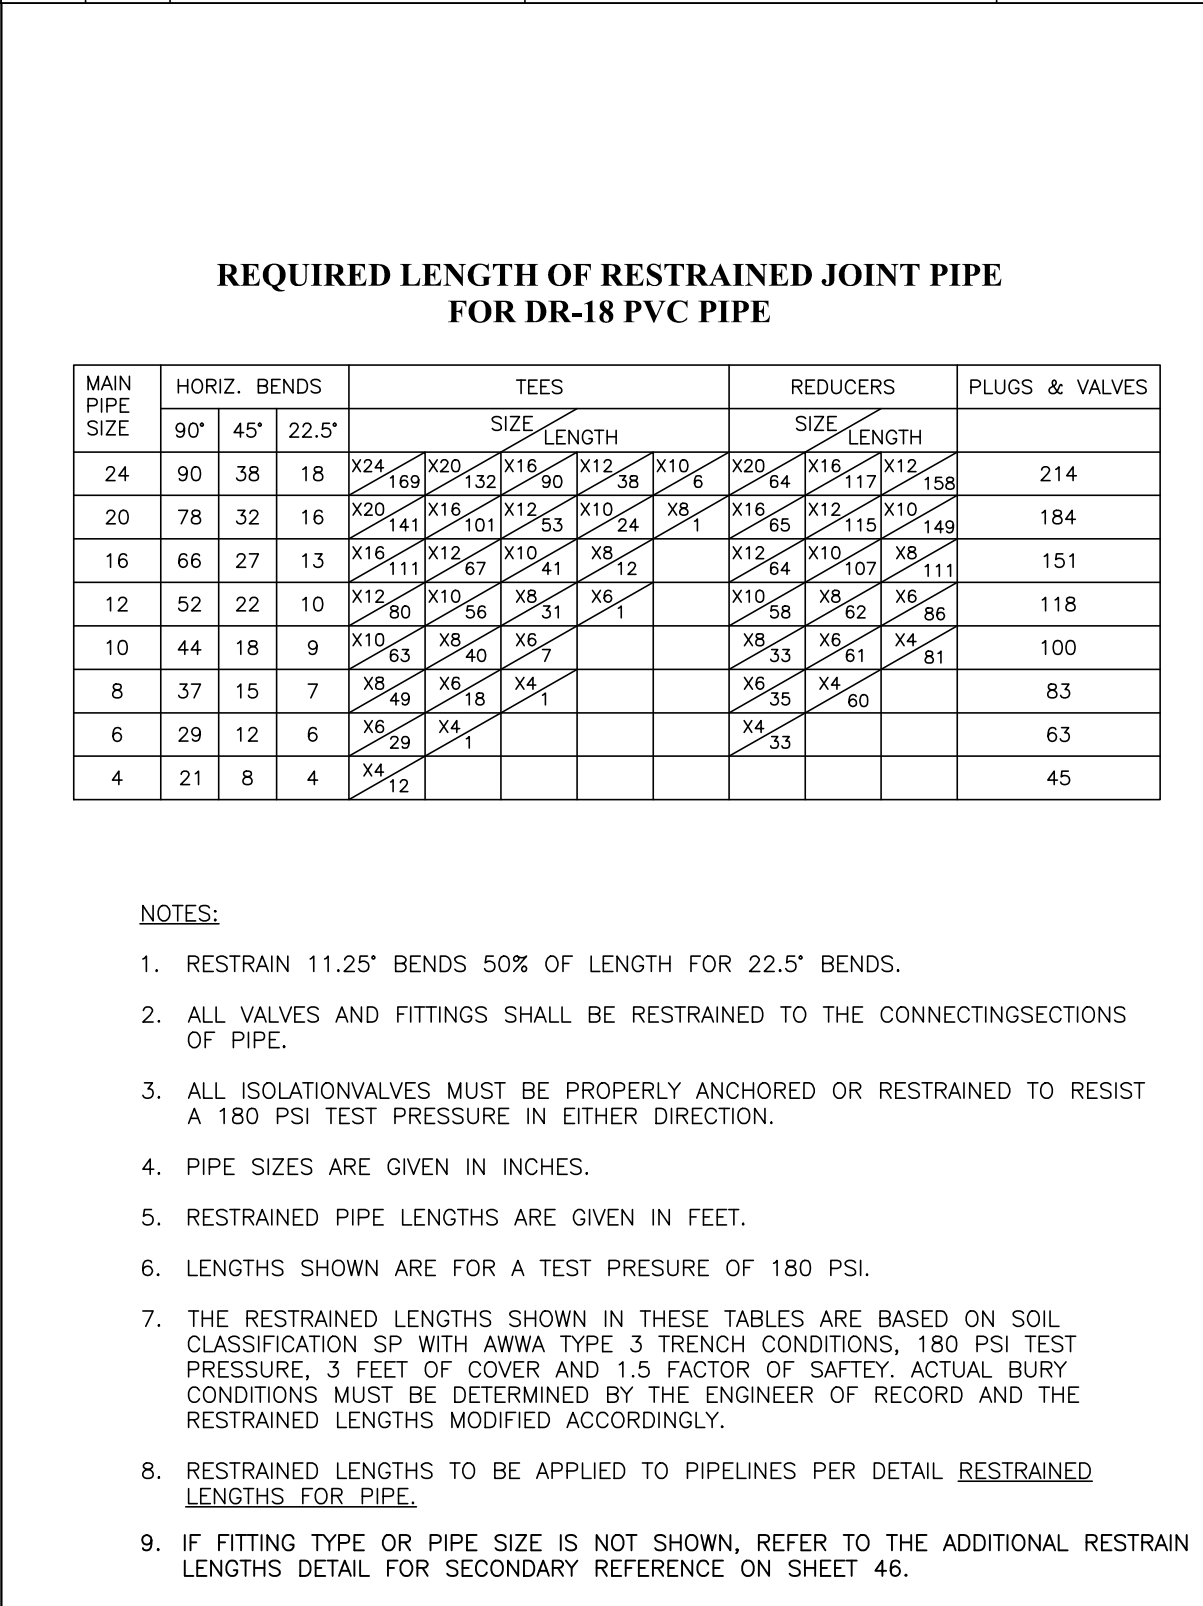 REQUIRED LENGTH OF RESTRAINED JOINT PIPE
FOR DR-18 PVC PIPE
MAIN PIPE SIZE HORIZ. BENDS TEES REDUCERS PLUGS & VALVES
90° 45° 22.5° SIZE LENGTH SIZE LENGTH
24 90 38 18 X24 169 X20 132 X16 90 X12 38 X10 6 X20 64 X16 117 X12 158 214
20 78 32 16 X20 141 X16 101 X12 53 X10 24 X8 1 X16 65 X12 115 X10 149 184
16 66 27 13 X16 111 X12 67 X10 41 X8 12 X12 64 X10 107 X8 111 151
12 52 22 10 X12 80 X10 56 X8 31 X6 1 X10 58 X8 62 X6 86 118
10 44 18 9 X10 63 X8 40 X6 7 X8 33 X6 61 X4 81 100
8 37 15 7 X8 49 X6 18 X4 1 X6 35 X4 60 83
6 29 12 6 X6 29 X4 1 X4 33 63
4 21 8 4 X4 12 45
NOTES:
1. RESTRAIN 11.25° BENDS 50% OF LENGTH FOR 22.5° BENDS.
2. ALL VALVES AND FITTINGS SHALL BE RESTRAINED TO THE CONNECTINGSECTIONS
OF PIPE.
3. ALL ISOLATIONVALVES MUST BE PROPERLY ANCHORED OR RESTRAINED TO RESIST
A 180 PSI TEST PRESSURE IN EITHER DIRECTION.
4. PIPE SIZES ARE GIVEN IN INCHES.
5. RESTRAINED PIPE LENGTHS ARE GIVEN IN FEET.
6. LENGTHS SHOWN ARE FOR A TEST PRESURE OF 180 PSI.
7. THE RESTRAINED LENGTHS SHOWN IN THESE TABLES ARE BASED ON SOIL
CLASSIFICATION SP WITH AWWA TYPE 3 TRENCH CONDITIONS, 180 PSI TEST
PRESSURE, 3 FEET OF COVER AND 1.5 FACTOR OF SAFTEY. ACTUAL BURY
CONDITIONS MUST BE DETERMINED BY THE ENGINEER OF RECORD AND THE
RESTRAINED LENGTHS MODIFIED ACCORDINGLY.
8. RESTRAINED LENGTHS TO BE APPLIED TO PIPELINES PER DETAIL RESTRAINED
LENGTHS FOR PIPE.
9. IF FITTING TYPE OR PIPE SIZE IS NOT SHOWN, REFER TO THE ADDITIONAL RESTRAIN
LENGTHS DETAIL FOR SECONDARY REFERENCE ON SHEET 46.